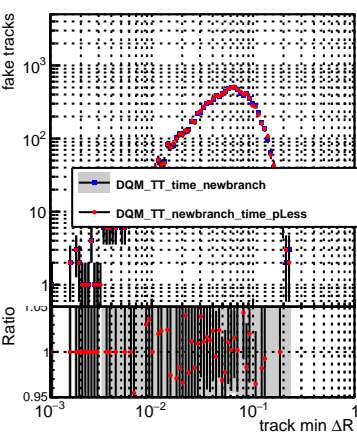 fake tracks
10³
10²
10
1
DQM_TT_time_newbranch
DQM_TT_newbranch_time_pLess
Ratio
1.05
1
0.95
10⁻³
10⁻²
10⁻¹
1
track min ΔR